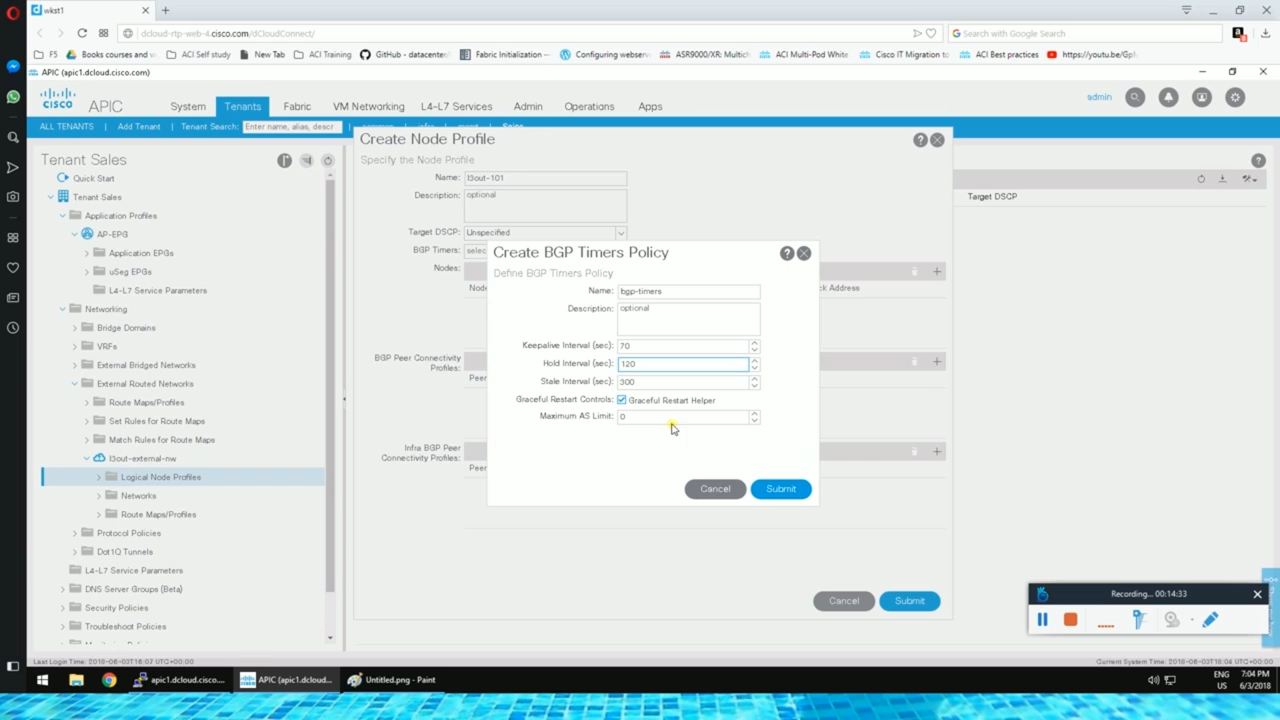 wkst1
dcloud-rtp-web-4.cisco.com/dCloudConnect/
Search with Google Search
F5
Books courses and v
ACI Self study
New Tab
ACI Training
GitHub - datacenter/
Fabric Initialization –
Configuring webserv
ASR9000/XR: Multich
ACI Multi-Pod White
Cisco IT Migration to
ACI Best practices
APIC (apic1.dcloud.cisco.com)
cisco APIC
System
Tenants
Fabric
VM Networking
L4-L7 Services
Admin
Operations
Apps
admin
ALL TENANTS | Add Tenant | Tenant Search: Enter name, alias, descr
Tenant Sales
Quick Start
Tenant Sales
Application Profiles
AP-EPG
Application EPGs
uSeg EPGs
L4-L7 Service Parameters
Networking
Bridge Domains
VRFs
External Bridged Networks
External Routed Networks
Route Maps/Profiles
Set Rules for Route Maps
Match Rules for Route Maps
l3out-external-nw
Logical Node Profiles
Networks
Route Maps/Profiles
Protocol Policies
Dot1Q Tunnels
L4-L7 Service Parameters
DNS Server Groups (Beta)
Security Policies
Troubleshoot Policies
Create Node Profile
Specify the Node Profile
Name: l3out-101
Description: optional
Target DSCP: Unspecified
BGP Timers: selec
Nodes:
Node
ck Address
BGP Peer Connectivity
Profiles:
Peer
Infra BGP Peer
Connectivity Profiles:
Peer
Cancel
Submit
Target DSCP
Create BGP Timers Policy
Define BGP Timers Policy
Name: bgp-timers
Description: optional
Keepalive Interval (sec): 70
Hold Interval (sec): 120
Stale Interval (sec): 300
Graceful Restart Controls: Graceful Restart Helper
Maximum AS Limit: 0
Cancel
Submit
Recording... 00:14:33
Last Login Time: 2018-06-03T16:07 UTC+00:00
Current System Time: 2018-06-03T16:04 UTC+00:00
apic1.dcloud.cisco.co...
APIC (apic1.dcloud...
Untitled.png - Paint
ENG
US
7:04 PM
6/3/2018